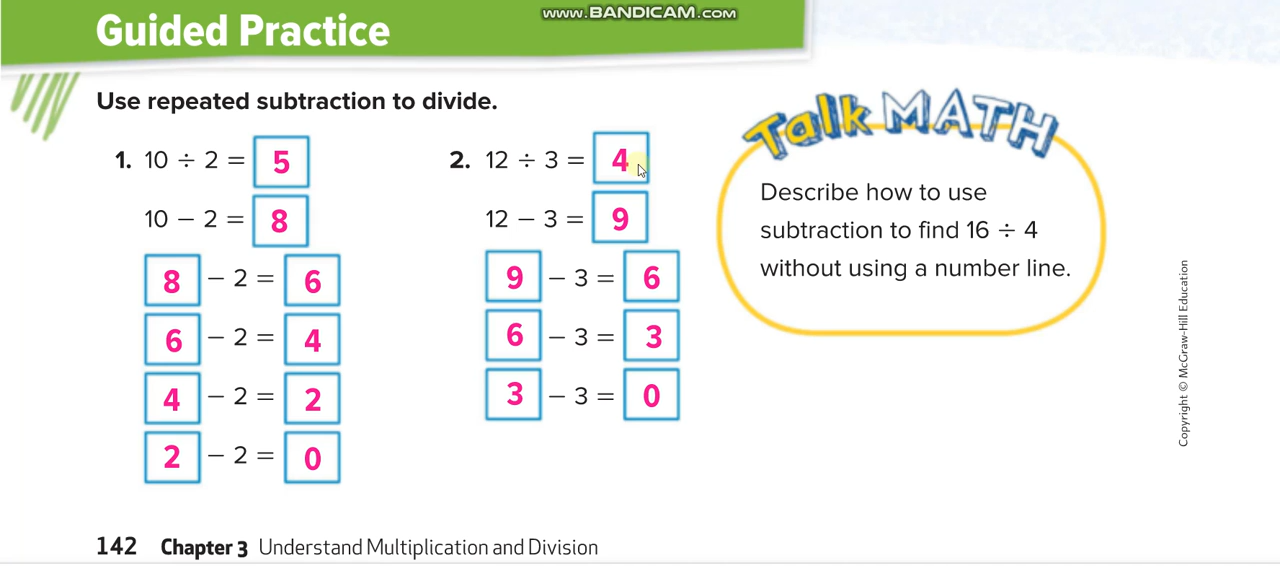 www.BANDICAM.com
Guided Practice
Use repeated subtraction to divide.
1. 10 ÷ 2 = 5
10 − 2 = 8
8 − 2 = 6
6 − 2 = 4
4 − 2 = 2
2 − 2 = 0
2. 12 ÷ 3 = 4
12 − 3 = 9
9 − 3 = 6
6 − 3 = 3
3 − 3 = 0
Talk MATH
Describe how to use
subtraction to find 16 ÷ 4
without using a number line.
Copyright © McGraw-Hill Education
142 Chapter 3 Understand Multiplication and Division